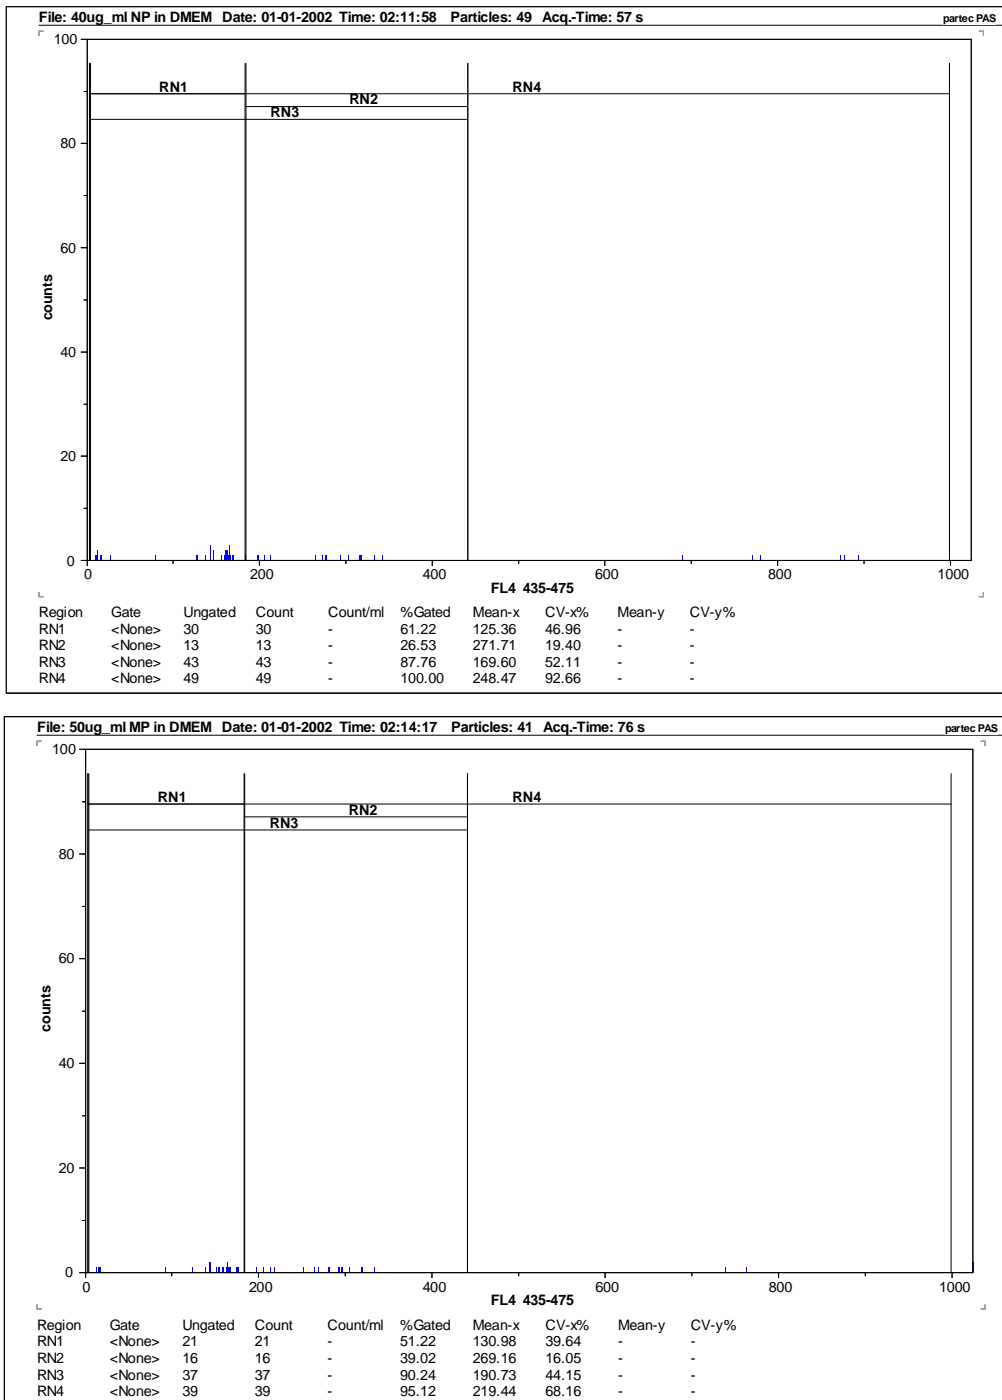 File: 40ug_ml NP in DMEM Date: 01-01-2002 Time: 02:11:58 Particles: 49 Acq.-Time: 57 s partec PAS
100
RN1 RN4
RN2
RN3
80
60
counts
40
20
0
0 200 400 600 800 1000
FL4 435-475
Region Gate Ungated Count Count/ml %Gated Mean-x CV-x% Mean-y CV-y%
RN1 <None> 30 30 - 61.22 125.36 46.96 - -
RN2 <None> 13 13 - 26.53 271.71 19.40 - -
RN3 <None> 43 43 - 87.76 169.60 52.11 - -
RN4 <None> 49 49 - 100.00 248.47 92.66 - -
File: 50ug_ml MP in DMEM Date: 01-01-2002 Time: 02:14:17 Particles: 41 Acq.-Time: 76 s partec PAS
100
RN1 RN4
RN2
RN3
80
60
counts
40
20
0
0 200 400 600 800 1000
FL4 435-475
Region Gate Ungated Count Count/ml %Gated Mean-x CV-x% Mean-y CV-y%
RN1 <None> 21 21 - 51.22 130.98 39.64 - -
RN2 <None> 16 16 - 39.02 269.16 16.05 - -
RN3 <None> 37 37 - 90.24 190.73 44.15 - -
RN4 <None> 39 39 - 95.12 219.44 68.16 - -